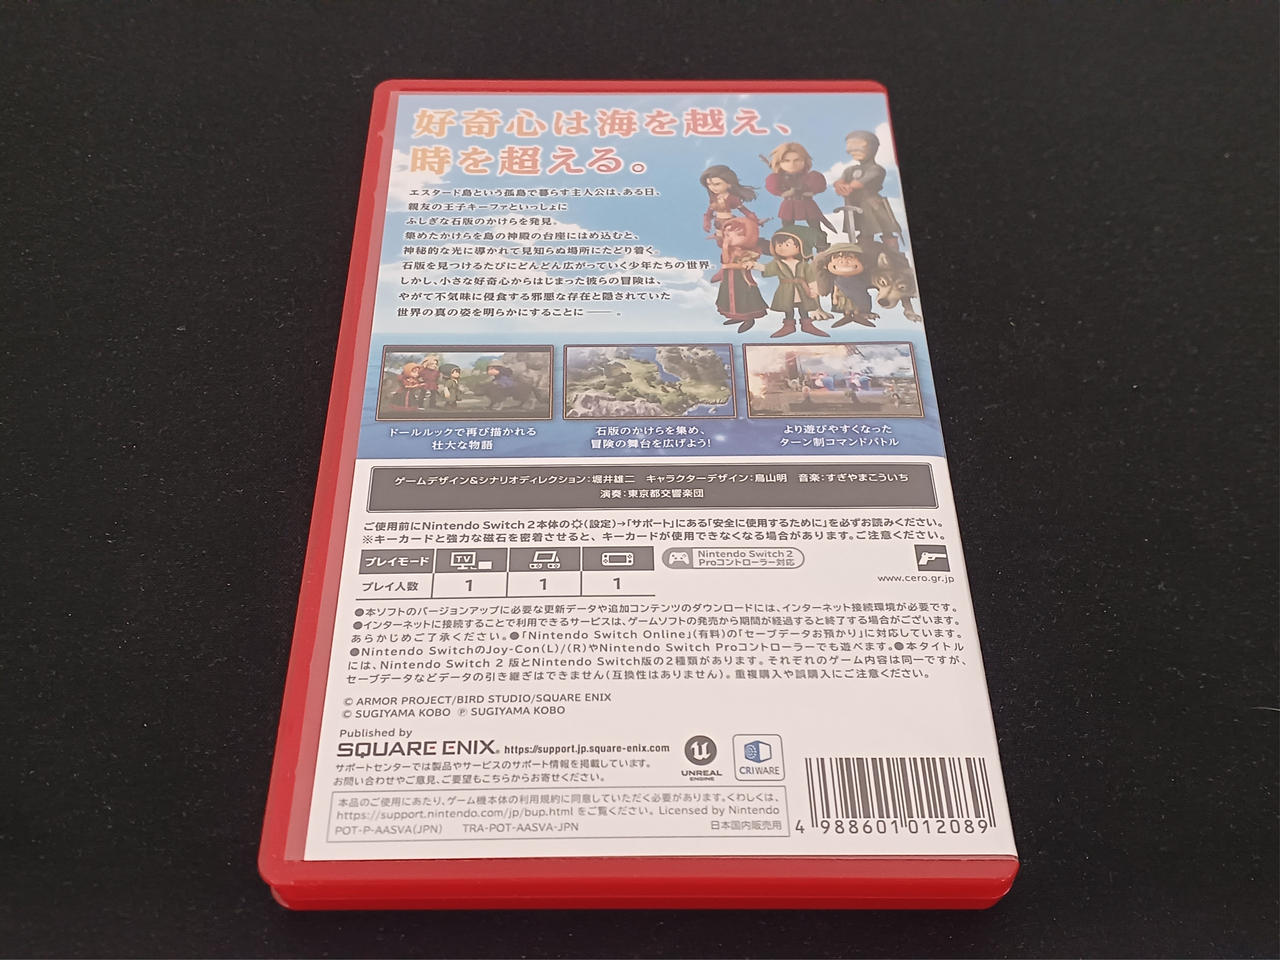 好奇心は海を越え、
時を超える。
エスタード島という孤島で暮らす主人公は、ある日、
親友の王子キーファといっしょに
ふしぎな石版のかけらを発見。
集めたかけらを島の神殿の台座にはめ込むと、
神秘的な光に導かれて見知らぬ場所にたどり着く。
石版を見つけるたびにどんどん広がっていく少年たちの世界。
しかし、小さな好奇心からはじまった彼らの冒険は、
やがて不気味に侵食する邪悪な存在と隠されていた
世界の真の姿を明らかにすることに―― 。
ドールルックで再び描かれる
壮大な物語
石版のかけらを集め、
冒険の舞台を広げよう!
より遊びやすくなった
ターン制コマンドバトル
ゲームデザイン&シナリオディレクション:堀井雄二 キャラクターデザイン:鳥山明 音楽:すぎやまこういち
演奏:東京都交響楽団
ご使用前にNintendo Switch 2本体の(設定)→「サポート」にある「安全に使用するために」を必ずお読みください。
※キーカードと強力な磁石を密着させると、キーカードが使用できなくなる場合があります。ご注意ください。
プレイモード TV
プレイ人数 1 1 1
Nintendo Switch 2
Proコントローラー対応
www.cero.gr.jp
●本ソフトのバージョンアップに必要な更新データや追加コンテンツのダウンロードには、インターネット接続環境が必要です。
●インターネットに接続することで利用できるサービスは、ゲームソフトの発売から期間が経過すると終了する場合がございます。
あらかじめご了承ください。●「Nintendo Switch Online」(有料)の「セーブデータお預かり」に対応しています。
●Nintendo SwitchのJoy-Con(L)/(R)やNintendo Switch Proコントローラーでも遊べます。●本タイトル
には、Nintendo Switch 2 版とNintendo Switch版の2種類があります。それぞれのゲーム内容は同一ですが、
セーブデータなどデータの引き継ぎはできません(互換性はありません)。重複購入や誤購入にご注意ください。
© ARMOR PROJECT/BIRD STUDIO/SQUARE ENIX
© SUGIYAMA KOBO ℗ SUGIYAMA KOBO
Published by
SQUARE ENIX. https://support.jp.square-enix.com
サポートセンターでは製品やサービスのサポート情報を掲載しています。
お問い合わせやご意見、ご要望もこちらからお寄せください。
UNREAL
ENGINE
CRIWARE
本品のご使用にあたり、ゲーム機本体の利用規約に同意していただく必要があります。くわしくは、
https://support.nintendo.com/jp/bup.html をご覧ください。 Licensed by Nintendo
POT-P-AASVA(JPN) TRA-POT-AASVA-JPN 日本国内販売用
4 988601 012089